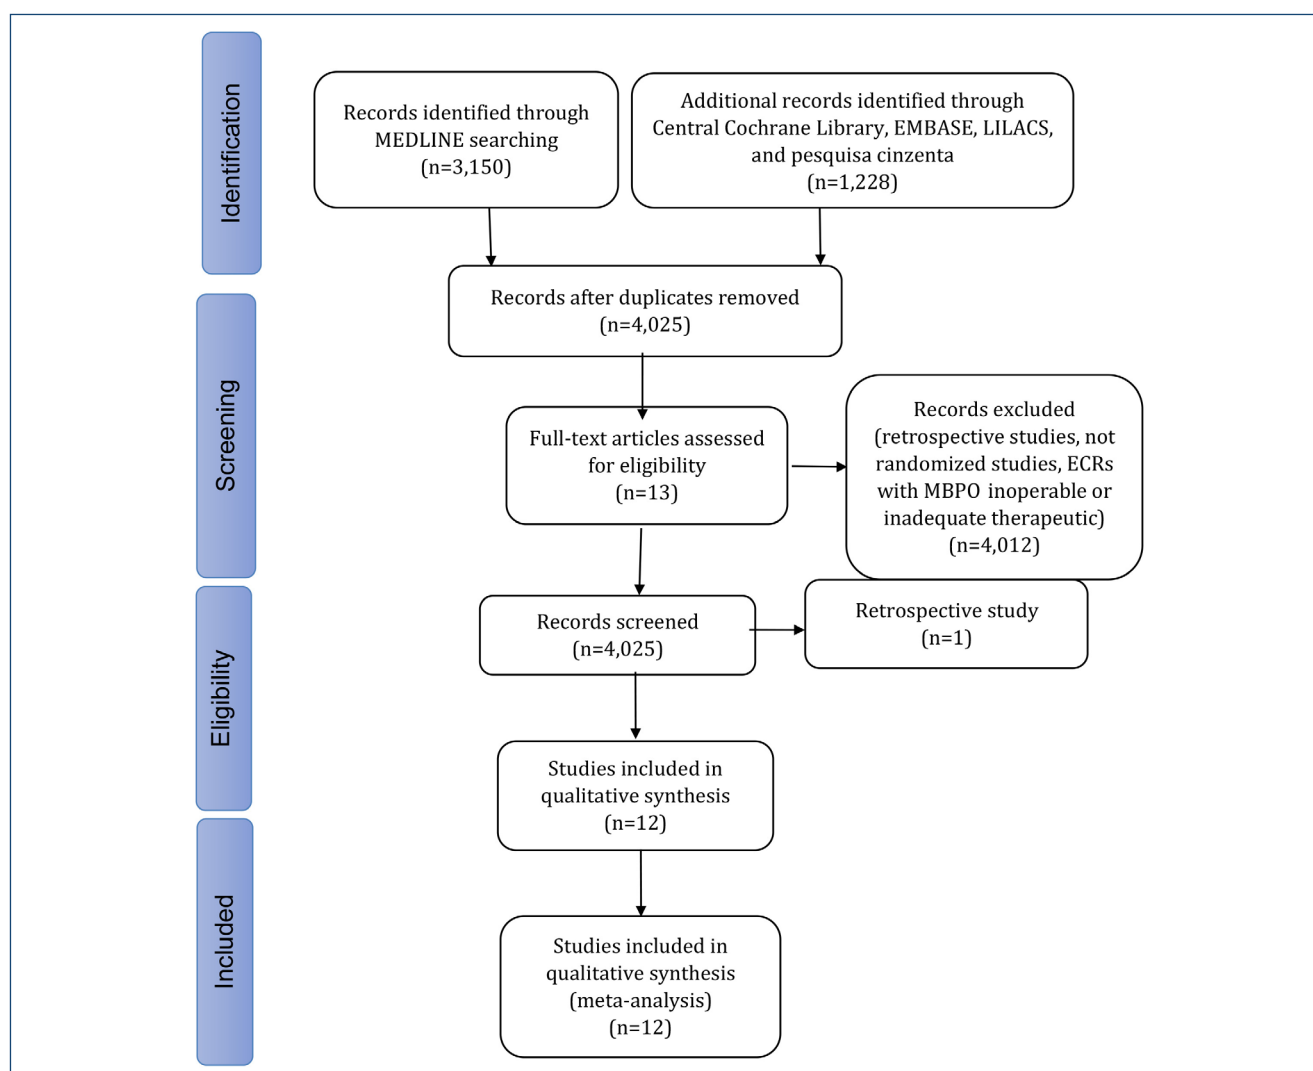 Identification
Records identified through
MEDLINE searching
(n=3,150)
Additional records identified through
Central Cochrane Library, EMBASE, LILACS,
and pesquisa cinzenta
(n=1,228)
Records after duplicates removed
(n=4,025)
Screening
Full-text articles assessed
for eligibility
(n=13)
Records excluded
(retrospective studies, not
randomized studies, ECRs
with MBPO inoperable or
inadequate therapeutic)
(n=4,012)
Eligibility
Records screened
(n=4,025)
Retrospective study
(n=1)
Studies included in
qualitative synthesis
(n=12)
Included
Studies included in
qualitative synthesis
(meta-analysis)
(n=12)